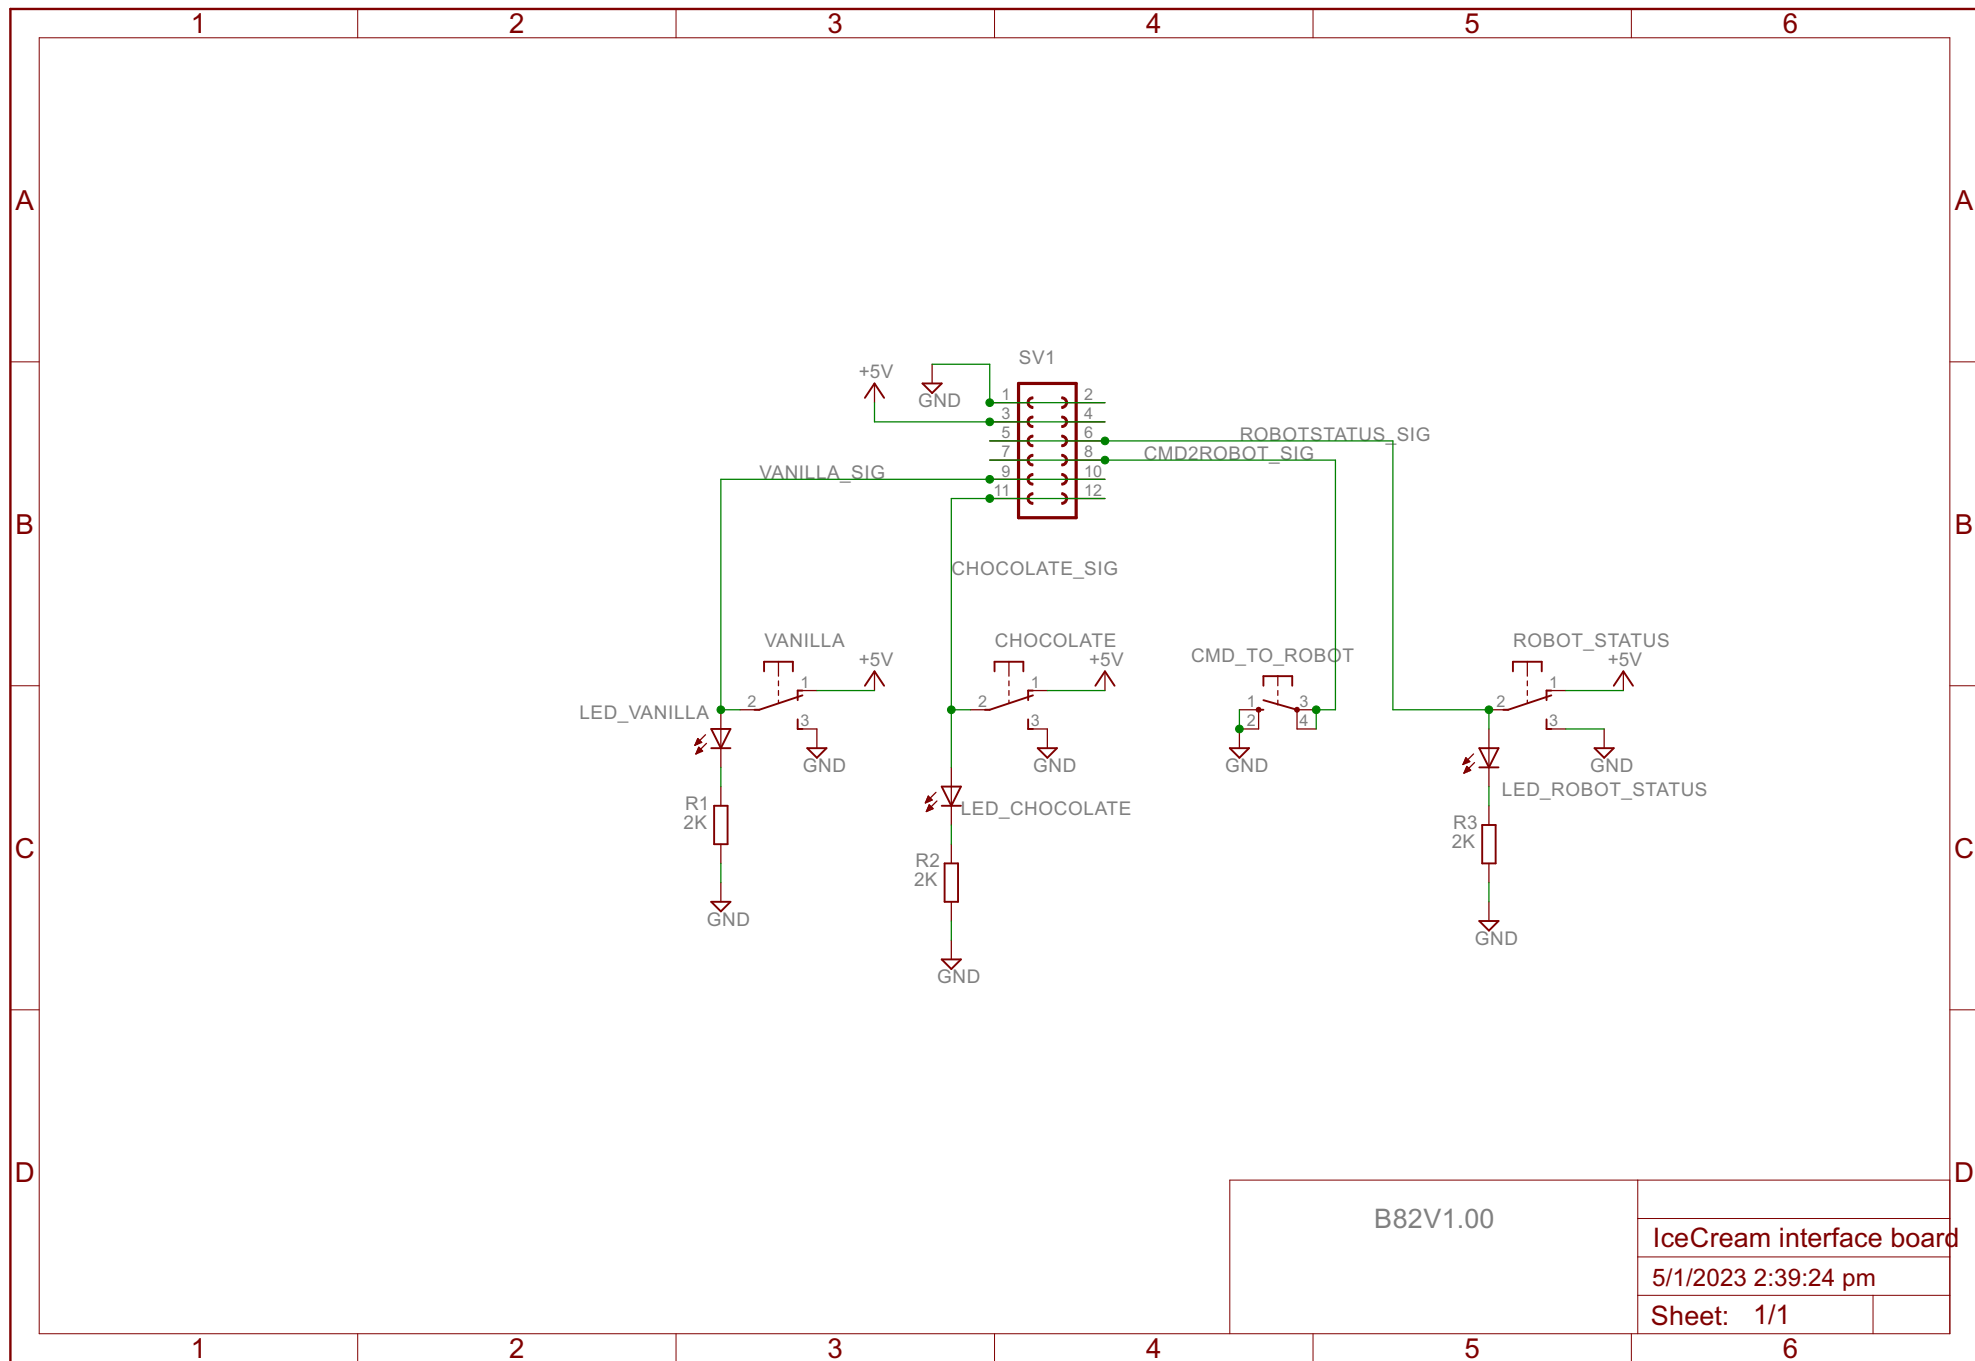 1 2 3 4 5 6
A A
SV1
+5V
GND
1 2
3 4
5 6
7 8
9 10
11 12
ROBOTSTATUS_SIG
CMD2ROBOT_SIG
VANILLA_SIG
B B
CHOCOLATE_SIG
VANILLA
+5V
1
2
3
GND
LED_VANILLA
R1
2K
GND
CHOCOLATE
+5V
1
2
3
GND
LED_CHOCOLATE
R2
2K
GND
CMD_TO_ROBOT
1 3
2 4
GND
ROBOT_STATUS
+5V
1
2
3
GND
LED_ROBOT_STATUS
R3
2K
GND
C C
D D
B82V1.00
IceCream interface board
5/1/2023 2:39:24 pm
Sheet: 1/1
1 2 3 4 5 6